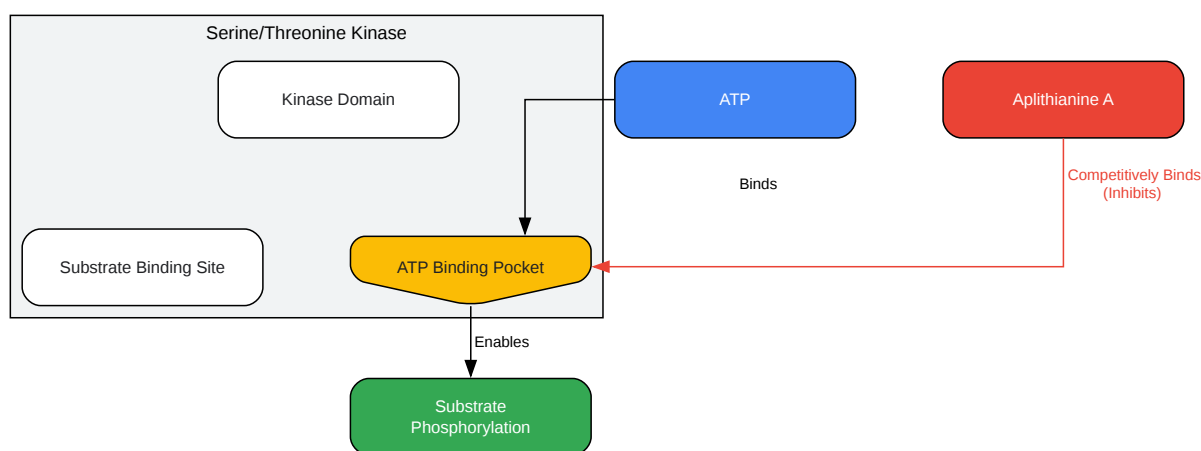 Serine/Threonine Kinase
Kinase Domain
ATP
Aplithianine A
Binds
Competitively Binds
(Inhibits)
Substrate Binding Site
ATP Binding Pocket
Enables
Substrate
Phosphorylation